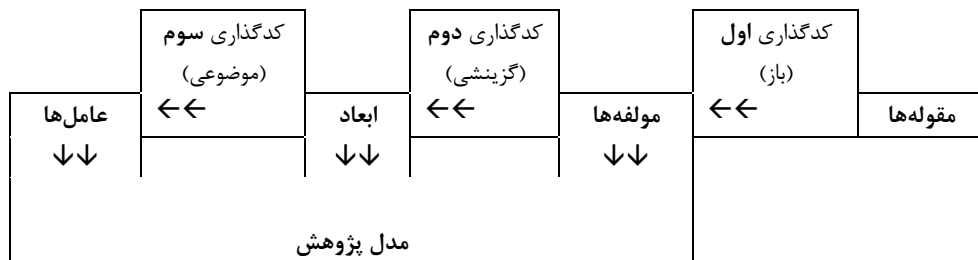 کدگذاری اول
(باز)
کدگذاری دوم
(گزینشی)
کدگذاری سوم
(موضوعی)
مقوله‌ها
←←
مولفه‌ها
←←
ابعاد
←←
عامل‌ها
↓↓
↓↓
↓↓
مدل پژوهش